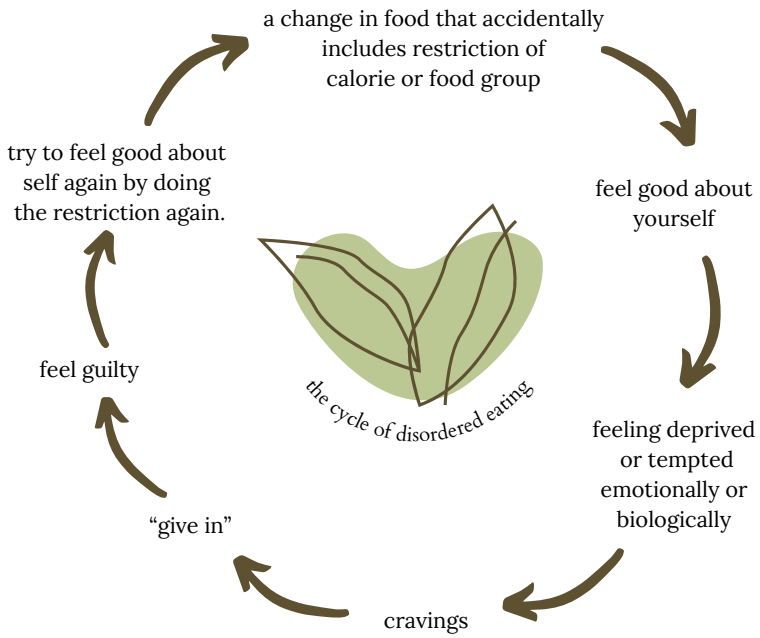 a change in food that accidentally
includes restriction of
calorie or food group
feel good about
yourself
feeling deprived
or tempted
emotionally or
biologically
cravings
“give in”
feel guilty
try to feel good about
self again by doing
the restriction again.
the cycle of disordered eating